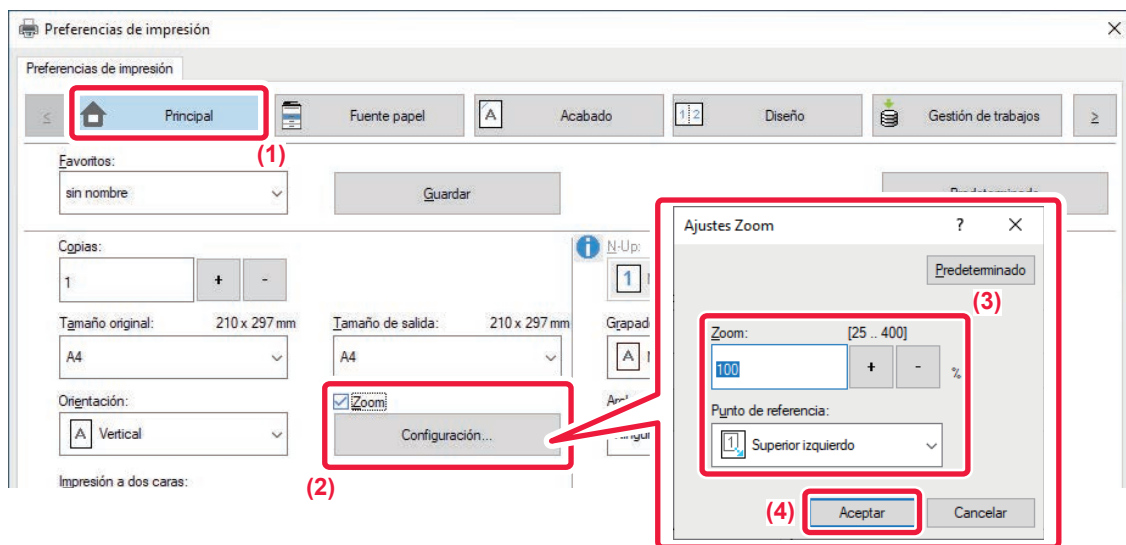 Preferencias de impresión
Preferencias de impresión
Principal
Fuente papel
Acabado
Diseño
Gestión de trabajos
(1)
Favoritos:
sin nombre
Guardar
Copias:
1
+ -
N-Up:
1
Tamaño original: 210 x 297 mm
Tamaño de salida: 210 x 297 mm
A4
A4
Orientación:
A Vertical
Zoom
Configuración...
(2)
Impresión a dos caras:
Ajustes Zoom ?
Predeterminado
(3)
Zoom: [25 .. 400]
100 + - %
Punto de referencia:
1 Superior izquierdo
(4) Aceptar Cancelar